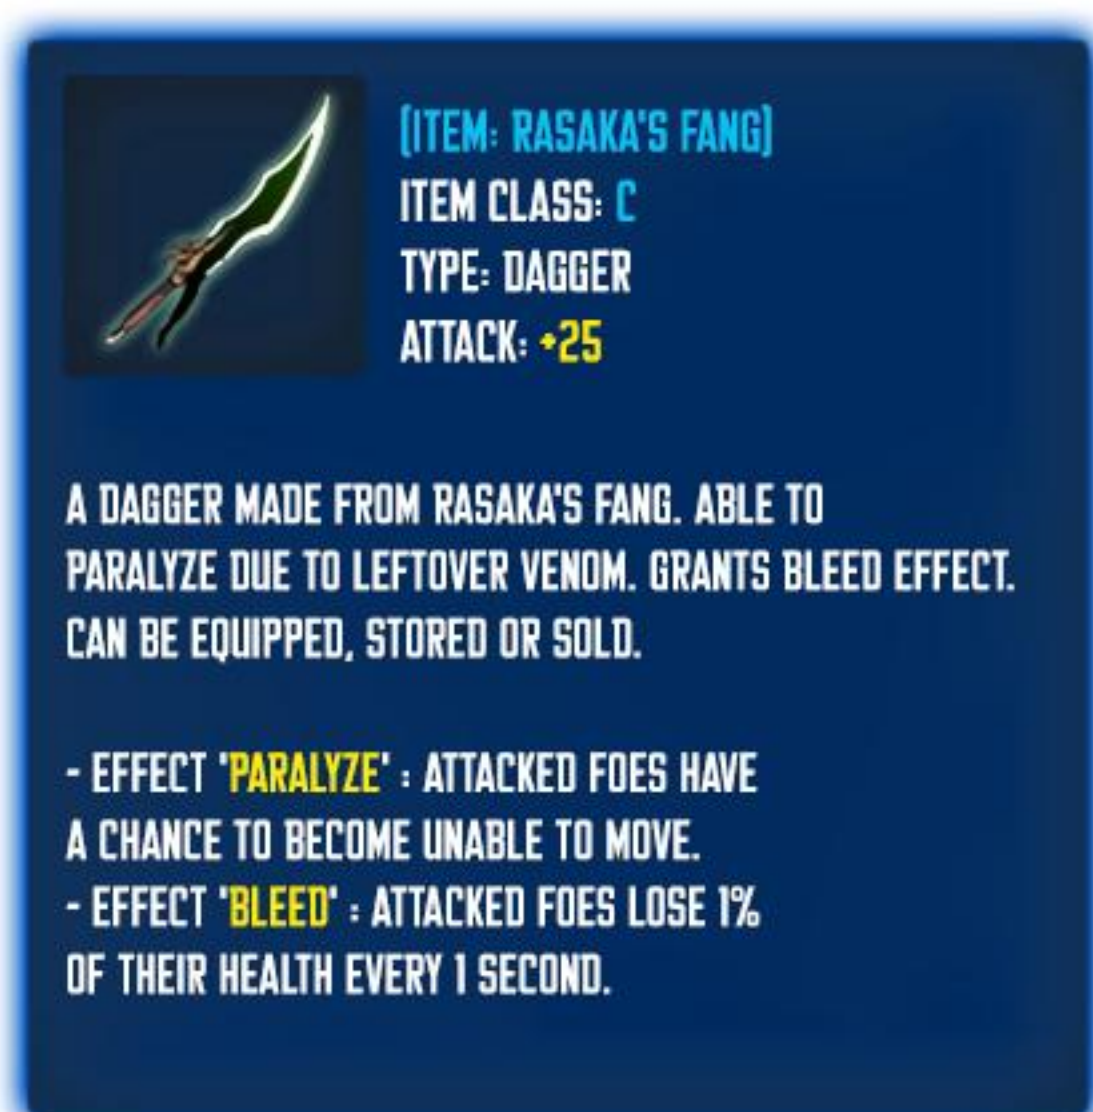 [ITEM: RASAKA'S FANG]
ITEM CLASS: C
TYPE: DAGGER
ATTACK: +25
A DAGGER MADE FROM RASAKA'S FANG. ABLE TO
PARALYZE DUE TO LEFTOVER VENOM. GRANTS BLEED EFFECT.
CAN BE EQUIPPED, STORED OR SOLD.
- EFFECT 'PARALYZE' : ATTACKED FOES HAVE
A CHANCE TO BECOME UNABLE TO MOVE.
- EFFECT 'BLEED' : ATTACKED FOES LOSE 1%
OF THEIR HEALTH EVERY 1 SECOND.